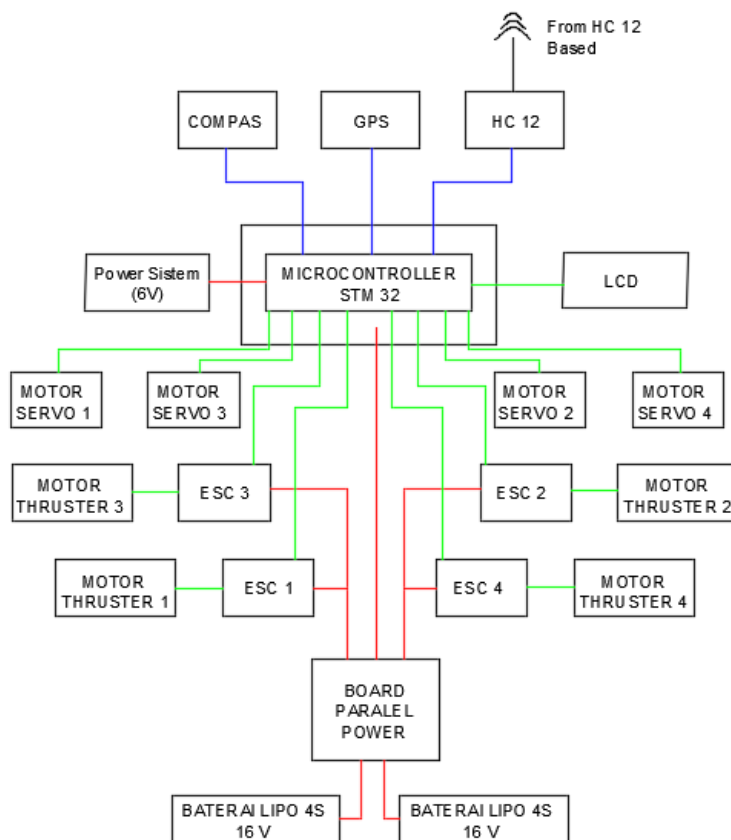 From HC 12
Based
COMPAS
GPS
HC 12
Power Sistem
(6V)
MICROCONTROLLER
STM 32
LCD
MOTOR
SERVO 1
MOTOR
SERVO 3
MOTOR
SERVO 2
MOTOR
SERVO 4
MOTOR
THRUSTER 3
ESC 3
ESC 2
MOTOR
THRUSTER 2
MOTOR
THRUSTER 1
ESC 1
ESC 4
MOTOR
THRUSTER 4
BOARD
PARALEL
POWER
BATERAI LIPO 4S
16 V
BATERAI LIPO 4S
16 V